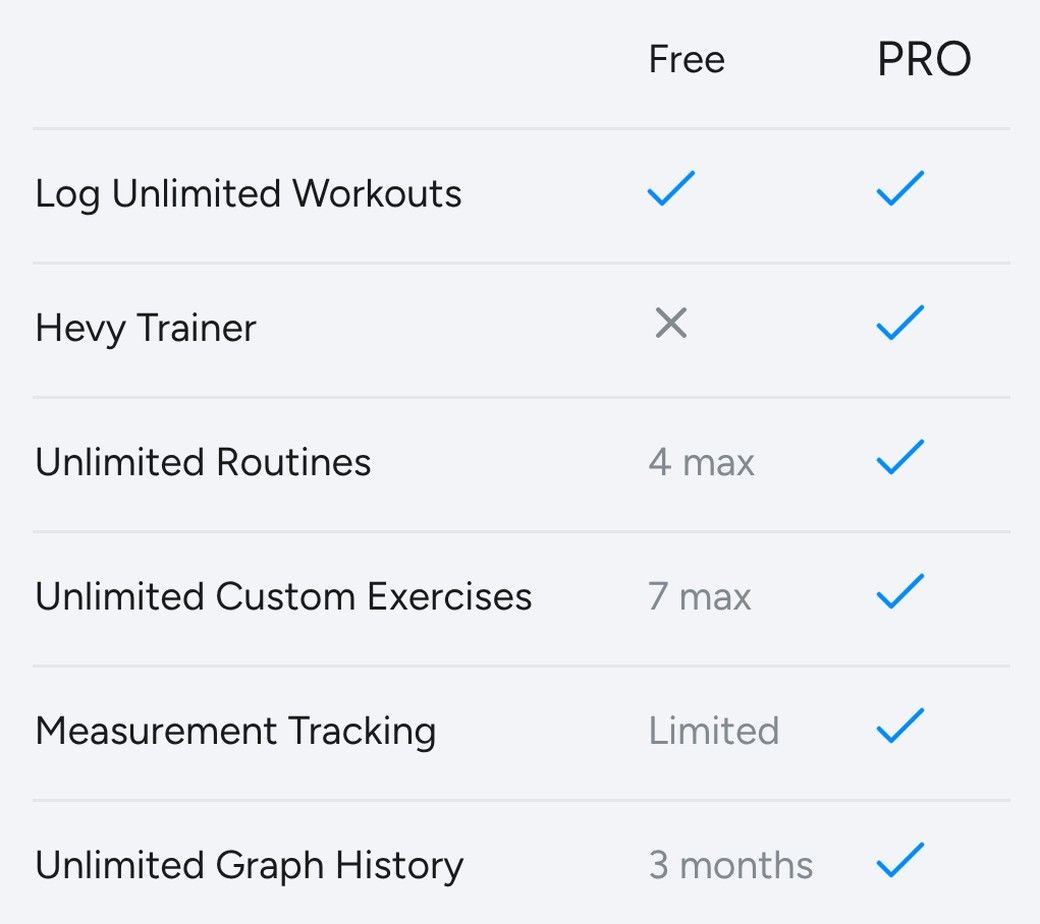 Free PRO
Log Unlimited Workouts
Hevy Trainer
Unlimited Routines 4 max
Unlimited Custom Exercises 7 max
Measurement Tracking Limited
Unlimited Graph History 3 months